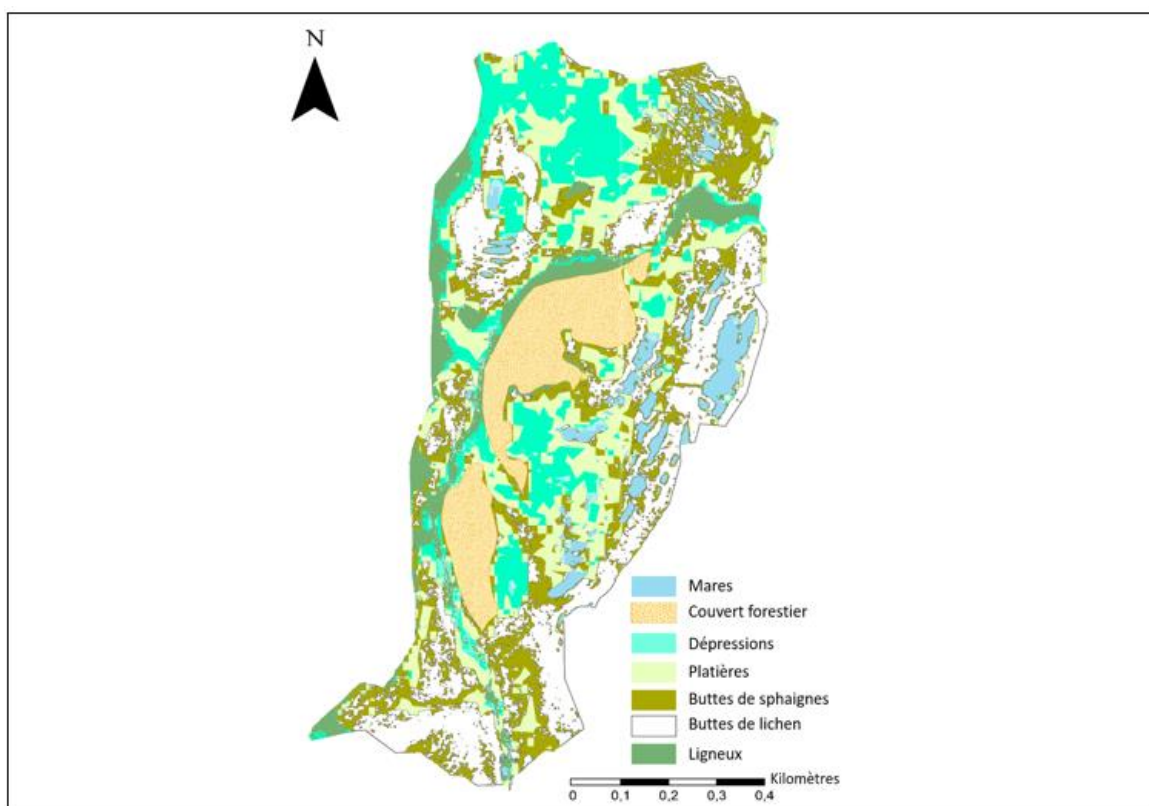 N
Mares
Couvert forestier
Dépressions
Platières
Buttes de sphaignes
Buttes de lichen
Ligneux
Kilomètres
0 0,1 0,2 0,3 0,4